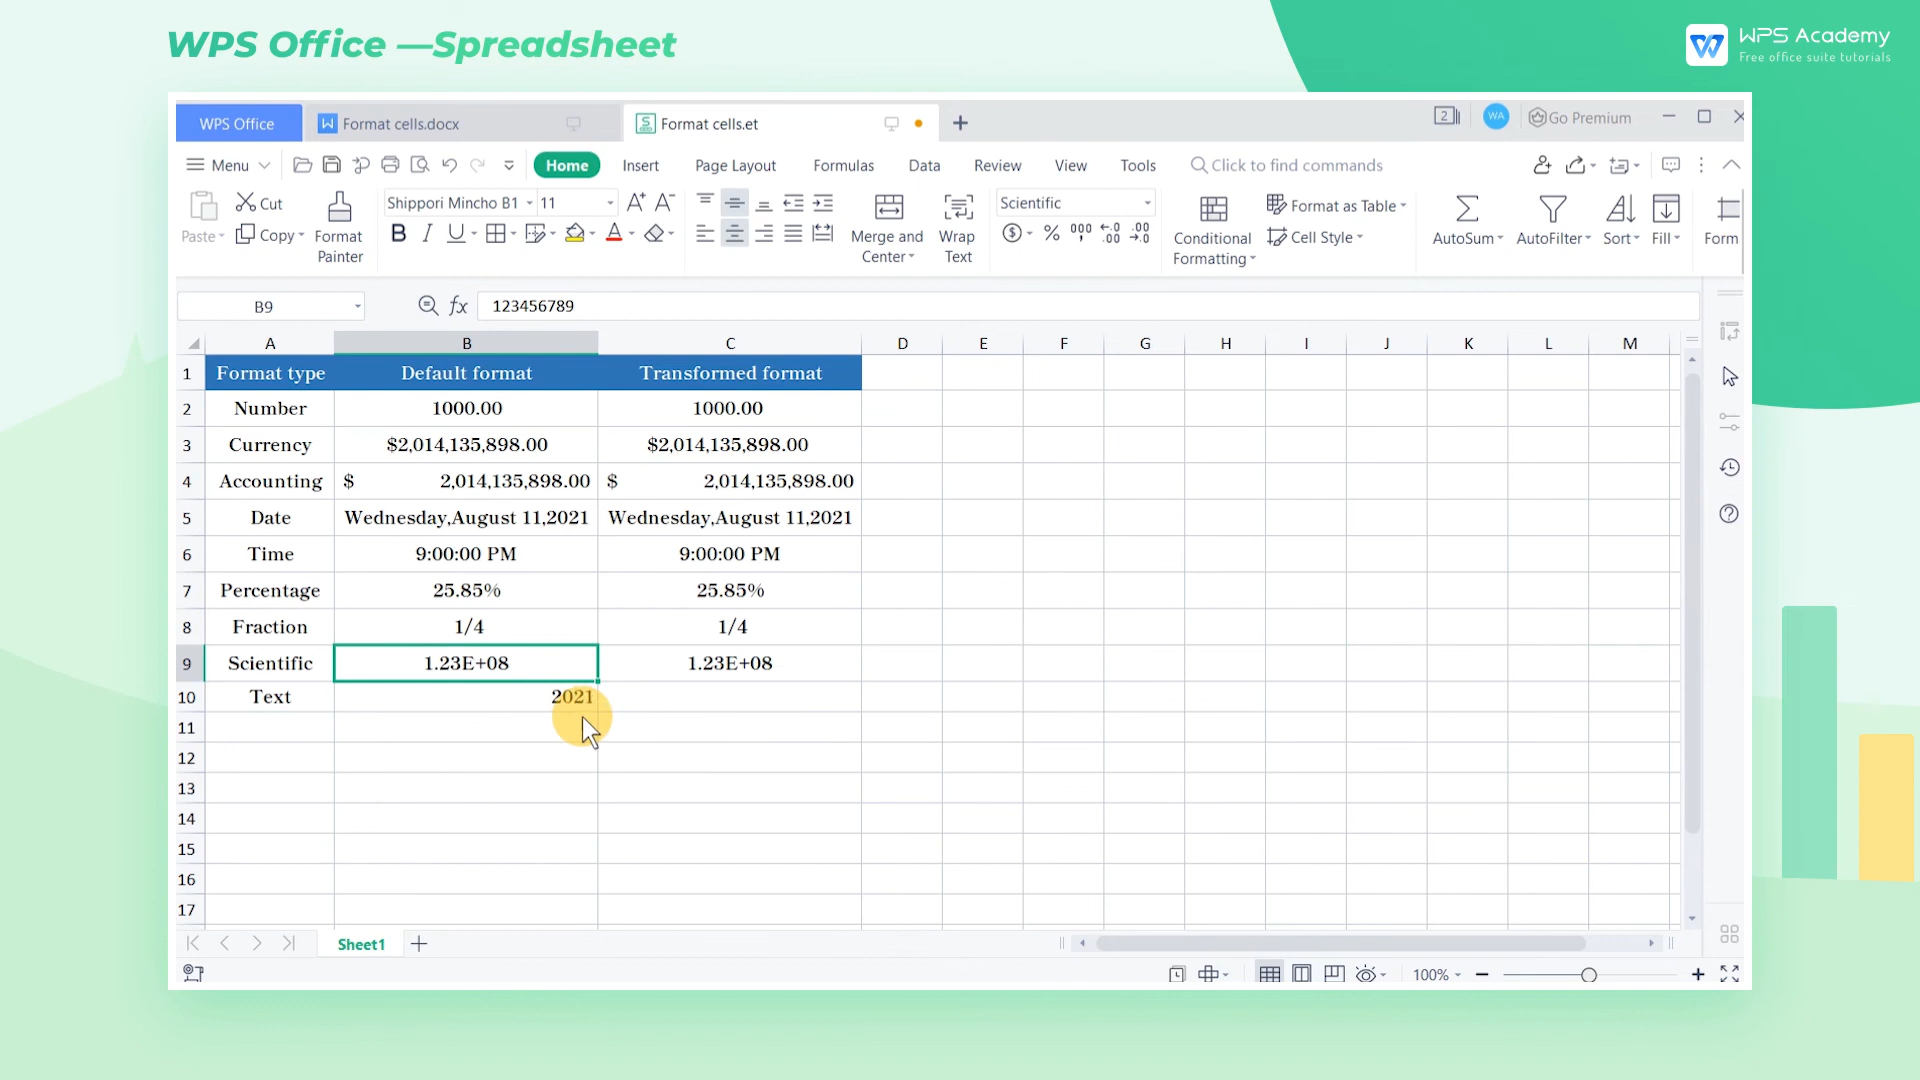 WPS Office —Spreadsheet
WPS Academy
Free office suite tutorials
WPS Office
Format cells.docx
Format cells.et
2
WA
Go Premium
Menu
Home
Insert
Page Layout
Formulas
Data
Review
View
Tools
Click to find commands
Paste
Cut
Copy
Format
Painter
Shippori Mincho B1
11
Merge and
Center
Wrap
Text
Scientific
Conditional
Formatting
Format as Table
Cell Style
AutoSum
AutoFilter
Sort
Fill
Form
B9
fx
123456789
A B C D E F G H I J K L M
1 Format type Default format Transformed format
2 Number 1000.00 1000.00
3 Currency $2,014,135,898.00 $2,014,135,898.00
4 Accounting $ 2,014,135,898.00 $ 2,014,135,898.00
5 Date Wednesday,August 11,2021 Wednesday,August 11,2021
6 Time 9:00:00 PM 9:00:00 PM
7 Percentage 25.85% 25.85%
8 Fraction 1/4 1/4
9 Scientific 1.23E+08 1.23E+08
10 Text 2021
11
12
13
14
15
16
17
Sheet1
100%